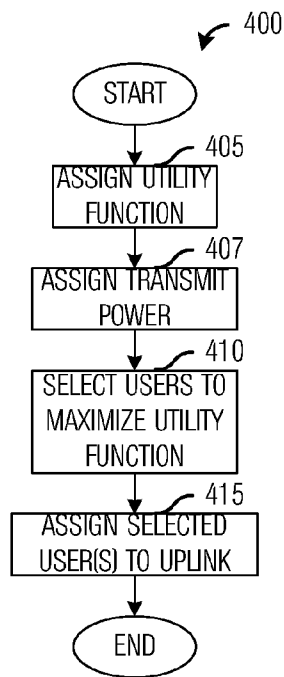 400
START
405
ASSIGN UTILITY
FUNCTION
407
ASSIGN TRANSMIT
POWER
410
SELECT USERS TO
MAXIMIZE UTILITY
FUNCTION
415
ASSIGN SELECTED
USER(S) TO UPLINK
END